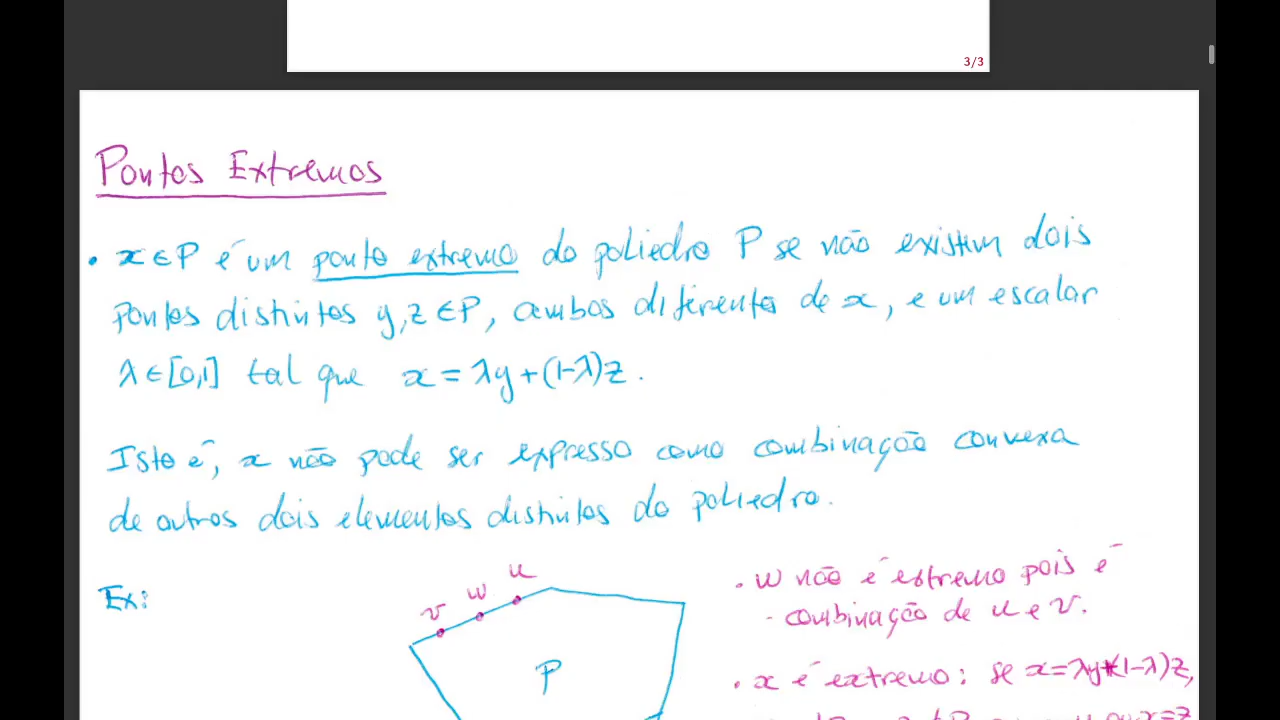 3/3
Pontos Extremos
• x ∈ P é um ponto extremo do poliedro P se não existem dois
pontos distintos y, z ∈ P, ambos diferentes de x, e um escalar
λ ∈ [0,1] tal que x = λy + (1-λ)z.
Isto é, x não pode ser expresso como combinação convexa
de outros dois elementos distintos do poliedro.
Ex:
v w u
P
• w não é extremo pois é
combinação de u e v.
• x é extremo: se x = λy + (1-λ)z,